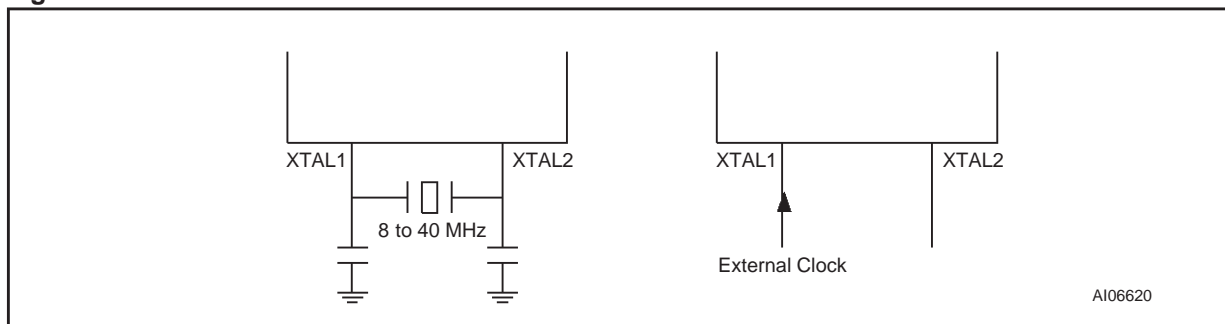 XTAL1 XTAL2
8 to 40 MHz
XTAL1 XTAL2
External Clock
AI06620